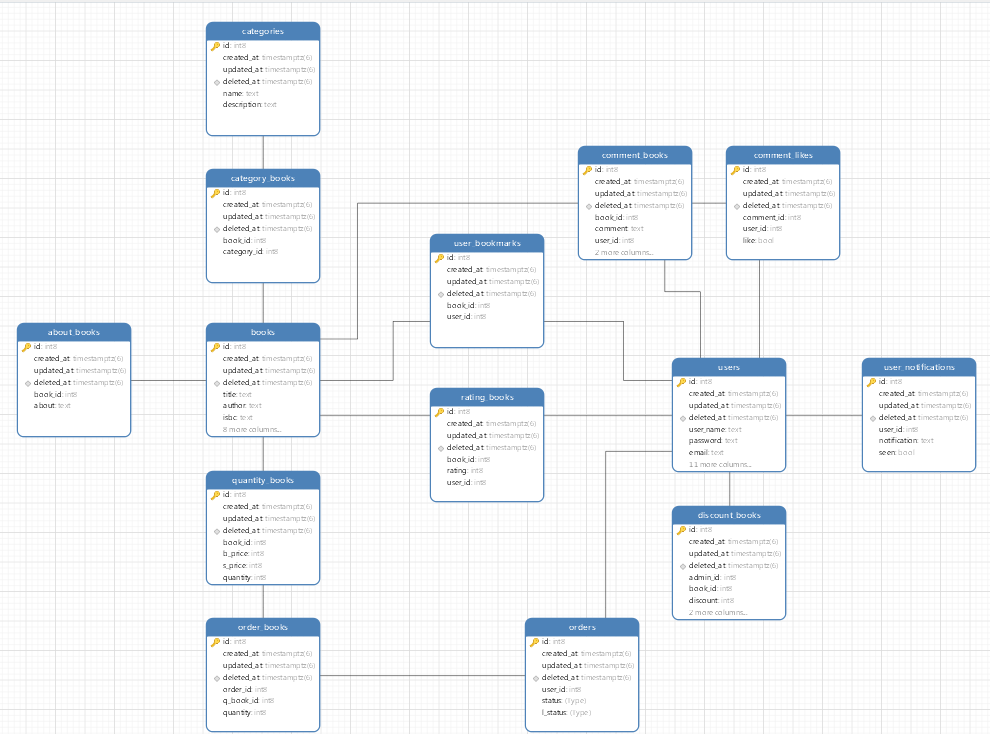 categories
id: int8
created_at: timestamptz(6)
updated_at: timestamptz(6)
deleted_at: timestamptz(6)
name: text
description: text
category_books
id: int8
created_at: timestamptz(6)
updated_at: timestamptz(6)
deleted_at: timestamptz(6)
book_id: int8
category_id: int8
comment_books
id: int8
created_at: timestamptz(6)
updated_at: timestamptz(6)
deleted_at: timestamptz(6)
book_id: int8
comment: text
user_id: int8
2 more columns...
comment_likes
id: int8
created_at: timestamptz(6)
updated_at: timestamptz(6)
deleted_at: timestamptz(6)
comment_id: int8
user_id: int8
like: bool
user_bookmarks
id: int8
created_at: timestamptz(6)
updated_at: timestamptz(6)
deleted_at: timestamptz(6)
book_id: int8
user_id: int8
about_books
id: int8
created_at: timestamptz(6)
updated_at: timestamptz(6)
deleted_at: timestamptz(6)
book_id: int8
about: text
books
id: int8
created_at: timestamptz(6)
updated_at: timestamptz(6)
deleted_at: timestamptz(6)
title: text
author: text
isbc: text
8 more columns...
rating_books
id: int8
created_at: timestamptz(6)
updated_at: timestamptz(6)
deleted_at: timestamptz(6)
book_id: int8
rating: int8
user_id: int8
users
id: int8
created_at: timestamptz(6)
updated_at: timestamptz(6)
deleted_at: timestamptz(6)
user_name: text
password: text
email: text
11 more columns...
user_notifications
id: int8
created_at: timestamptz(6)
updated_at: timestamptz(6)
deleted_at: timestamptz(6)
user_id: int8
notification: text
seen: bool
quantity_books
id: int8
created_at: timestamptz(6)
updated_at: timestamptz(6)
deleted_at: timestamptz(6)
book_id: int8
b_price: int8
s_price: int8
quantity: int8
discount_books
id: int8
created_at: timestamptz(6)
updated_at: timestamptz(6)
deleted_at: timestamptz(6)
admin_id: int8
book_id: int8
discount: int8
2 more columns...
order_books
id: int8
created_at: timestamptz(6)
updated_at: timestamptz(6)
deleted_at: timestamptz(6)
order_id: int8
q_book_id: int8
quantity: int8
orders
id: int8
created_at: timestamptz(6)
updated_at: timestamptz(6)
deleted_at: timestamptz(6)
user_id: int8
status: (Type)
l_status: (Type)